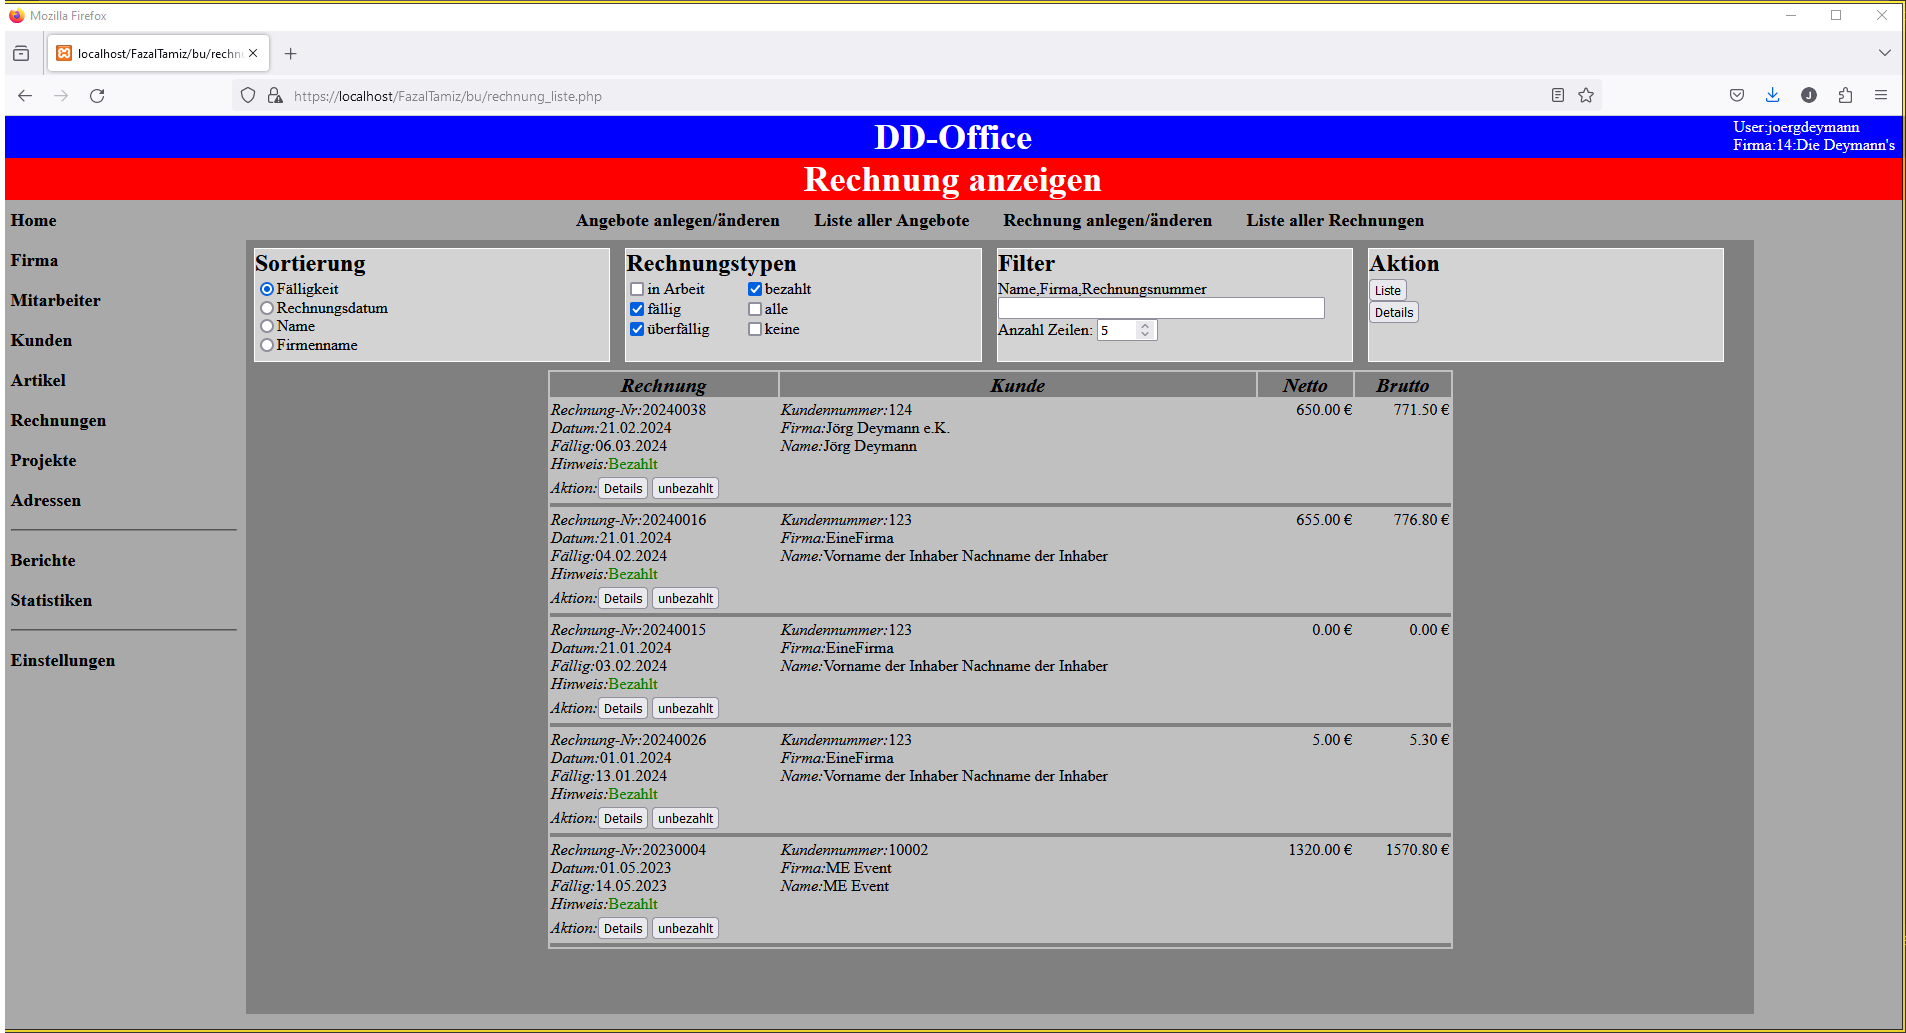 Mozilla Firefox
localhost/FazalTamiz/bu/rechn
https://localhost/FazalTamiz/bu/rechnung_liste.php
J
DD-Office
User:joergdeymann
Firma:14:Die Deymann's
Rechnung anzeigen
Home
Firma
Mitarbeiter
Kunden
Artikel
Rechnungen
Projekte
Adressen
Berichte
Statistiken
Einstellungen
Angebote anlegen/änderen Liste aller Angebote Rechnung anlegen/änderen Liste aller Rechnungen
Sortierung
Fälligkeit
Rechnungsdatum
Name
Firmenname
Rechnungstypen
in Arbeit bezahlt
fällig alle
überfällig keine
Filter
Name,Firma,Rechnungsnummer
Anzahl Zeilen: 5
Aktion
Liste
Details
Rechnung Kunde Netto Brutto
Rechnung-Nr:20240038 Kundennummer:124 650.00 € 771.50 €
Datum:21.02.2024 Firma:Jörg Deymann e.K.
Fällig:06.03.2024 Name:Jörg Deymann
Hinweis:Bezahlt
Aktion: Details unbezahlt
Rechnung-Nr:20240016 Kundennummer:123 655.00 € 776.80 €
Datum:21.01.2024 Firma:EineFirma
Fällig:04.02.2024 Name:Vorname der Inhaber Nachname der Inhaber
Hinweis:Bezahlt
Aktion: Details unbezahlt
Rechnung-Nr:20240015 Kundennummer:123 0.00 € 0.00 €
Datum:21.01.2024 Firma:EineFirma
Fällig:03.02.2024 Name:Vorname der Inhaber Nachname der Inhaber
Hinweis:Bezahlt
Aktion: Details unbezahlt
Rechnung-Nr:20240026 Kundennummer:123 5.00 € 5.30 €
Datum:01.01.2024 Firma:EineFirma
Fällig:13.01.2024 Name:Vorname der Inhaber Nachname der Inhaber
Hinweis:Bezahlt
Aktion: Details unbezahlt
Rechnung-Nr:20230004 Kundennummer:10002 1320.00 € 1570.80 €
Datum:01.05.2023 Firma:ME Event
Fällig:14.05.2023 Name:ME Event
Hinweis:Bezahlt
Aktion: Details unbezahlt